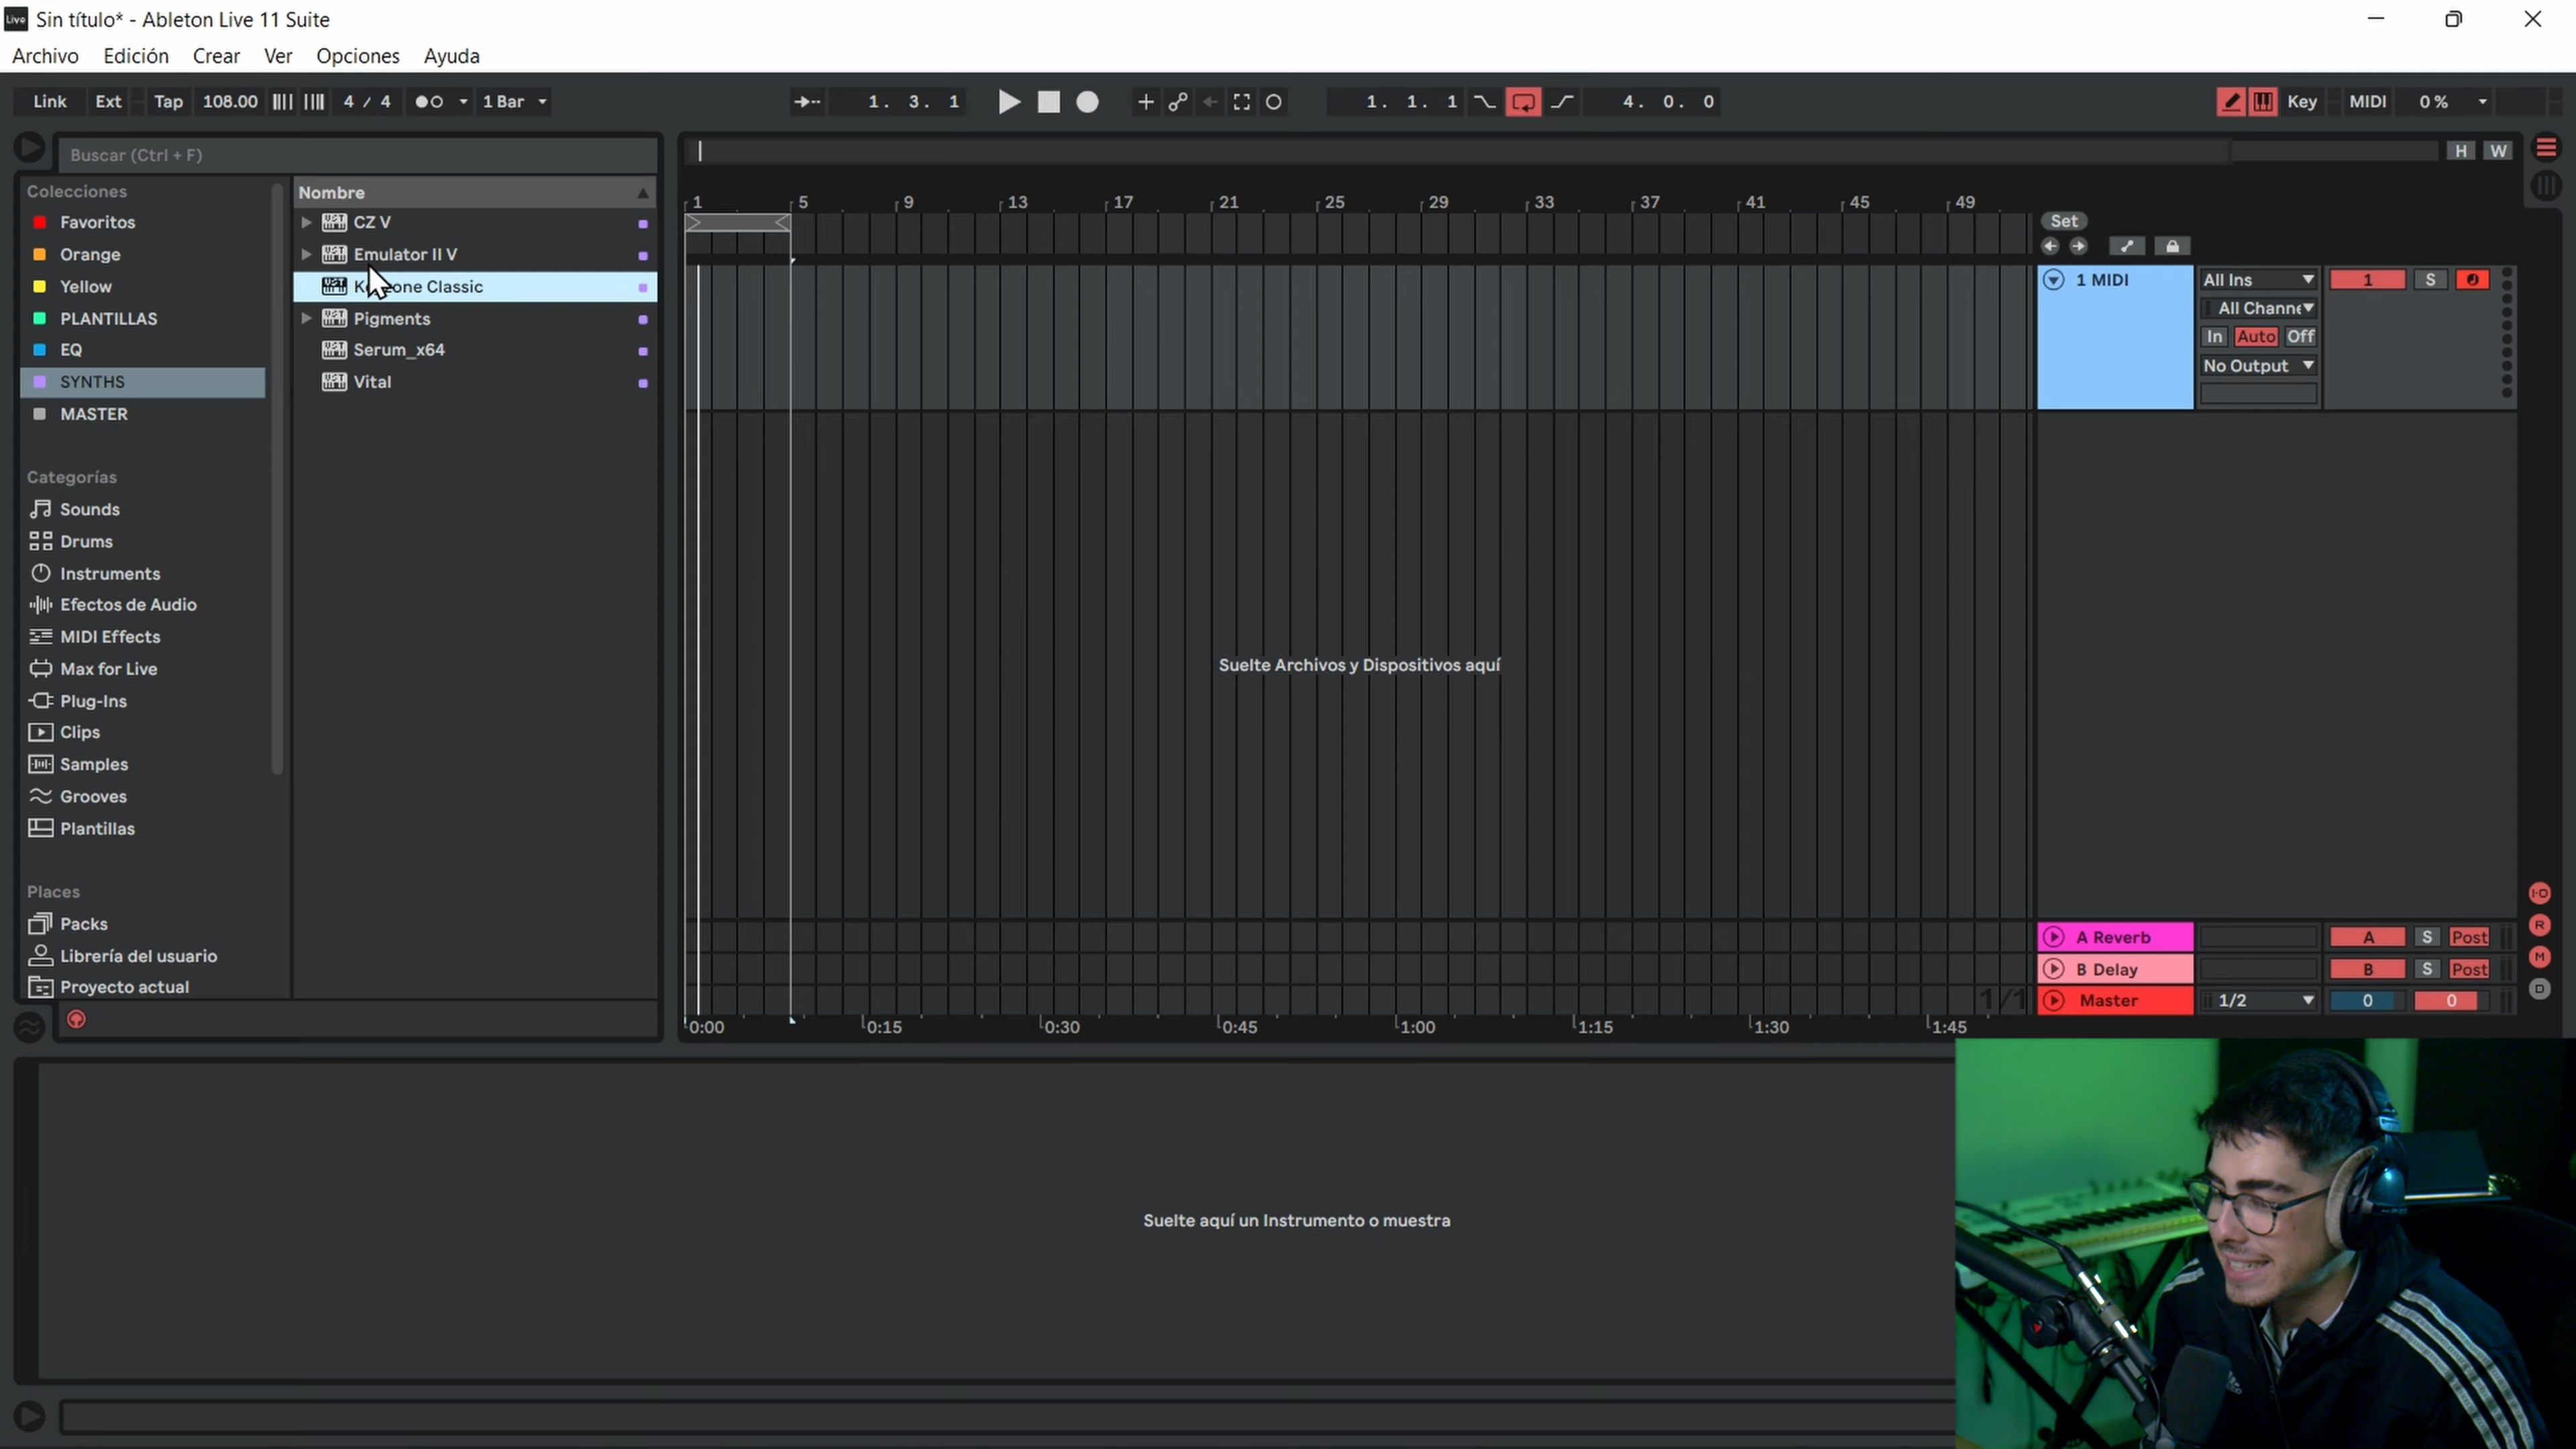 Live Sin título* - Ableton Live 11 Suite
Archivo Edición Crear Ver Opciones Ayuda
Link Ext Tap 108.00 4 / 4 1 Bar 1. 3. 1 1. 1. 1 4. 0. 0 Key MIDI 0 %
Buscar (Ctrl + F)
H W
Colecciones
Favoritos
Orange
Yellow
PLANTILLAS
EQ
SYNTHS
MASTER
Categorías
Sounds
Drums
Instruments
Efectos de Audio
MIDI Effects
Max for Live
Plug-Ins
Clips
Samples
Grooves
Plantillas
Places
Packs
Librería del usuario
Proyecto actual
Nombre
CZ V
Emulator II V
Classic
Pigments
Serum_x64
Vital
1 5 9 13 17 21 25 29 33 37 41 45 49
Set
1 MIDI All Ins 1 S
All Channe
In Auto Off
No Output
Suelte Archivos y Dispositivos aquí
A Reverb A S Post
B Delay B S Post
1/1
Master 1/2 0 0
I·O
R
M
D
0:00 0:15 0:30 0:45 1:00 1:15 1:30 1:45
Suelte aquí un Instrumento o muestra